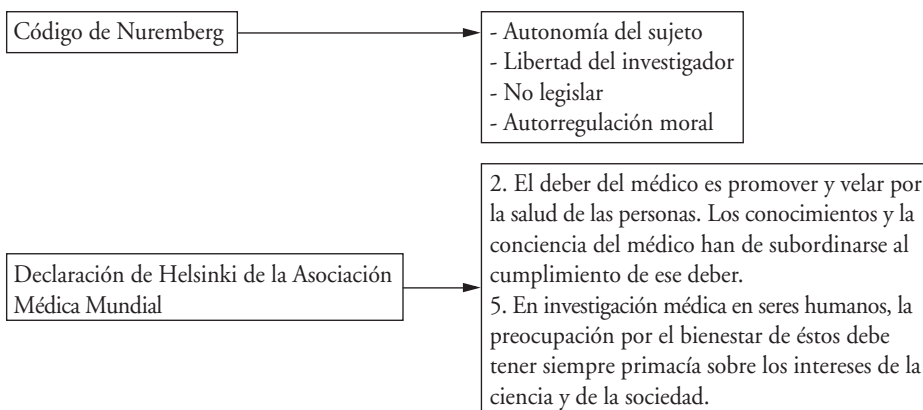 Código de Nuremberg
- Autonomía del sujeto
- Libertad del investigador
- No legislar
- Autorregulación moral
Declaración de Helsinki de la Asociación
Médica Mundial
2. El deber del médico es promover y velar por
la salud de las personas. Los conocimientos y la
conciencia del médico han de subordinarse al
cumplimiento de ese deber.
5. En investigación médica en seres humanos, la
preocupación por el bienestar de éstos debe
tener siempre primacía sobre los intereses de la
ciencia y de la sociedad.